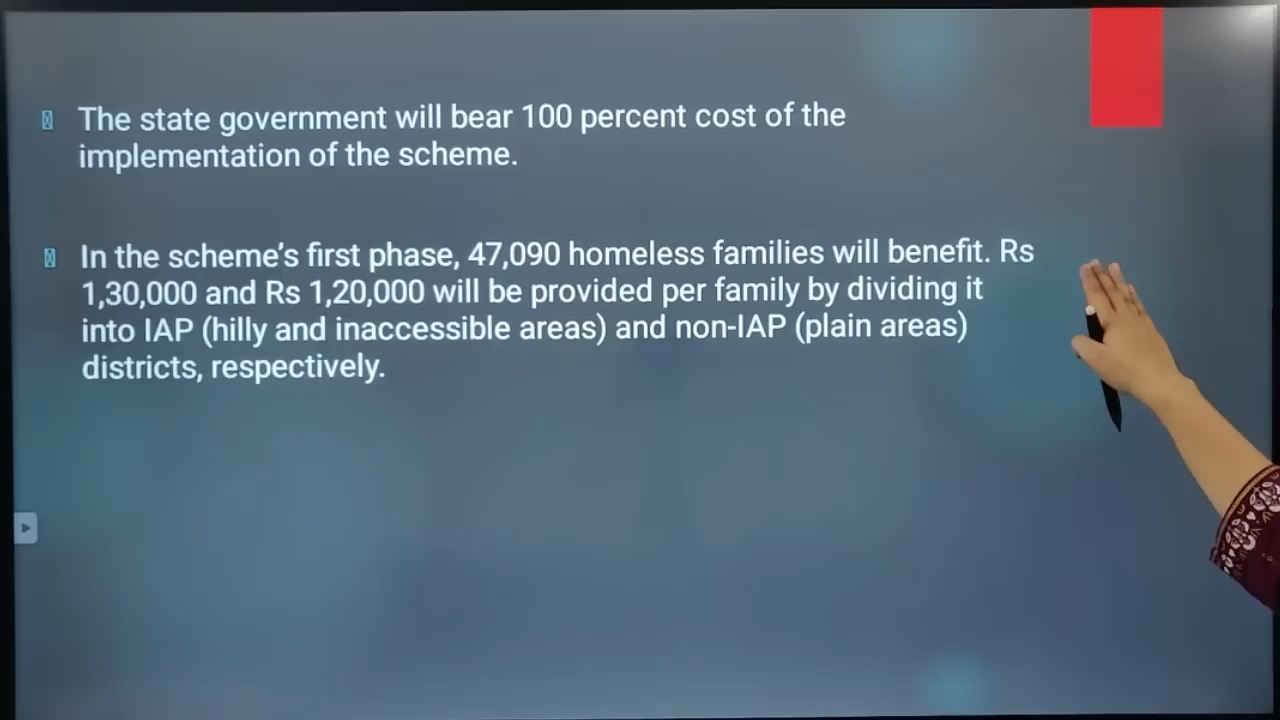 The state government will bear 100 percent cost of the
implementation of the scheme.
In the scheme’s first phase, 47,090 homeless families will benefit. Rs
1,30,000 and Rs 1,20,000 will be provided per family by dividing it
into IAP (hilly and inaccessible areas) and non-IAP (plain areas)
districts, respectively.